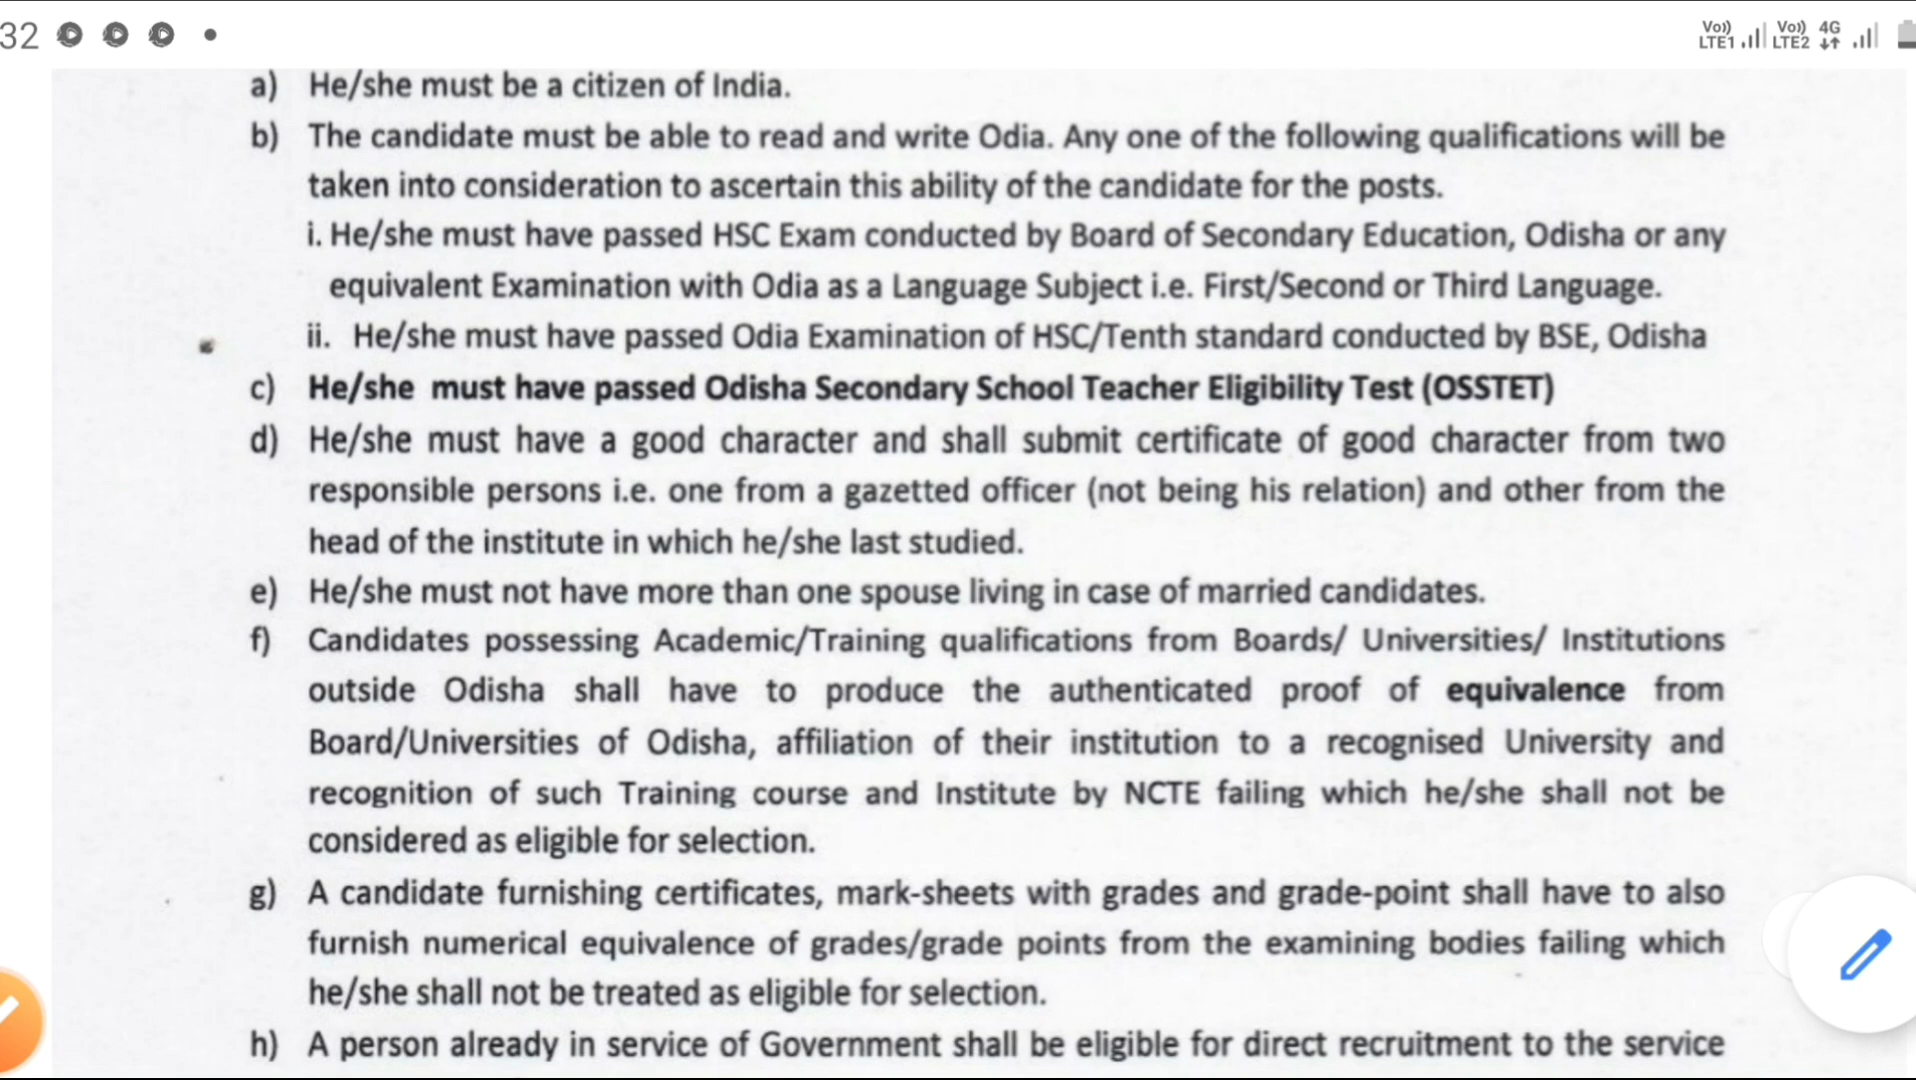 32
Vo)) LTE1 Vo)) LTE2 4G
a) He/she must be a citizen of India.
b) The candidate must be able to read and write Odia. Any one of the following qualifications will be
taken into consideration to ascertain this ability of the candidate for the posts.
i. He/she must have passed HSC Exam conducted by Board of Secondary Education, Odisha or any
equivalent Examination with Odia as a Language Subject i.e. First/Second or Third Language.
ii. He/she must have passed Odia Examination of HSC/Tenth standard conducted by BSE, Odisha
c) He/she must have passed Odisha Secondary School Teacher Eligibility Test (OSSTET)
d) He/she must have a good character and shall submit certificate of good character from two
responsible persons i.e. one from a gazetted officer (not being his relation) and other from the
head of the institute in which he/she last studied.
e) He/she must not have more than one spouse living in case of married candidates.
f) Candidates possessing Academic/Training qualifications from Boards/ Universities/ Institutions
outside Odisha shall have to produce the authenticated proof of equivalence from
Board/Universities of Odisha, affiliation of their institution to a recognised University and
recognition of such Training course and Institute by NCTE failing which he/she shall not be
considered as eligible for selection.
g) A candidate furnishing certificates, mark-sheets with grades and grade-point shall have to also
furnish numerical equivalence of grades/grade points from the examining bodies failing which
he/she shall not be treated as eligible for selection.
h) A person already in service of Government shall be eligible for direct recruitment to the service